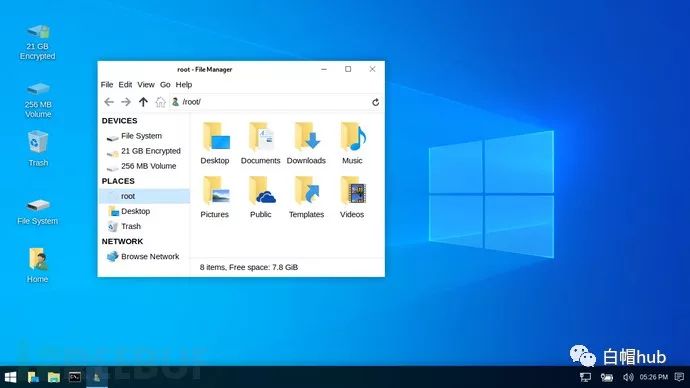 21 GB
Encrypted
256 MB
Volume
Trash
File System
Home
root - File Manager
File Edit View Go Help
/root/
DEVICES
File System
21 GB Encrypted
256 MB Volume
PLACES
root
Desktop
Trash
NETWORK
Browse Network
Desktop Documents Downloads Music
Pictures Public Templates Videos
8 items, Free space: 7.8 GiB
FREEBUF
白帽hub
05:26 PM